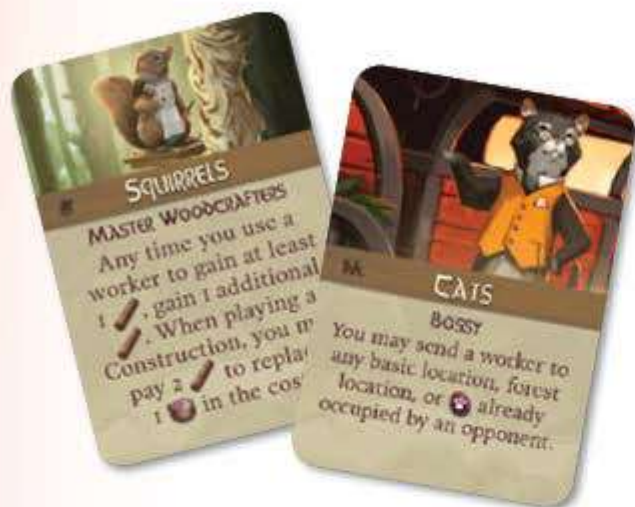 SQUIRRELS
MASTER WOODCRAFTERS
Any time you use a
worker to gain at least
1 , gain 1 additional
. When playing a
Construction, you m
pay 2 to repla
1 in the cos
CATS
BOSSY
You may send a worker to
any basic location, forest
location, or already
occupied by an opponent.